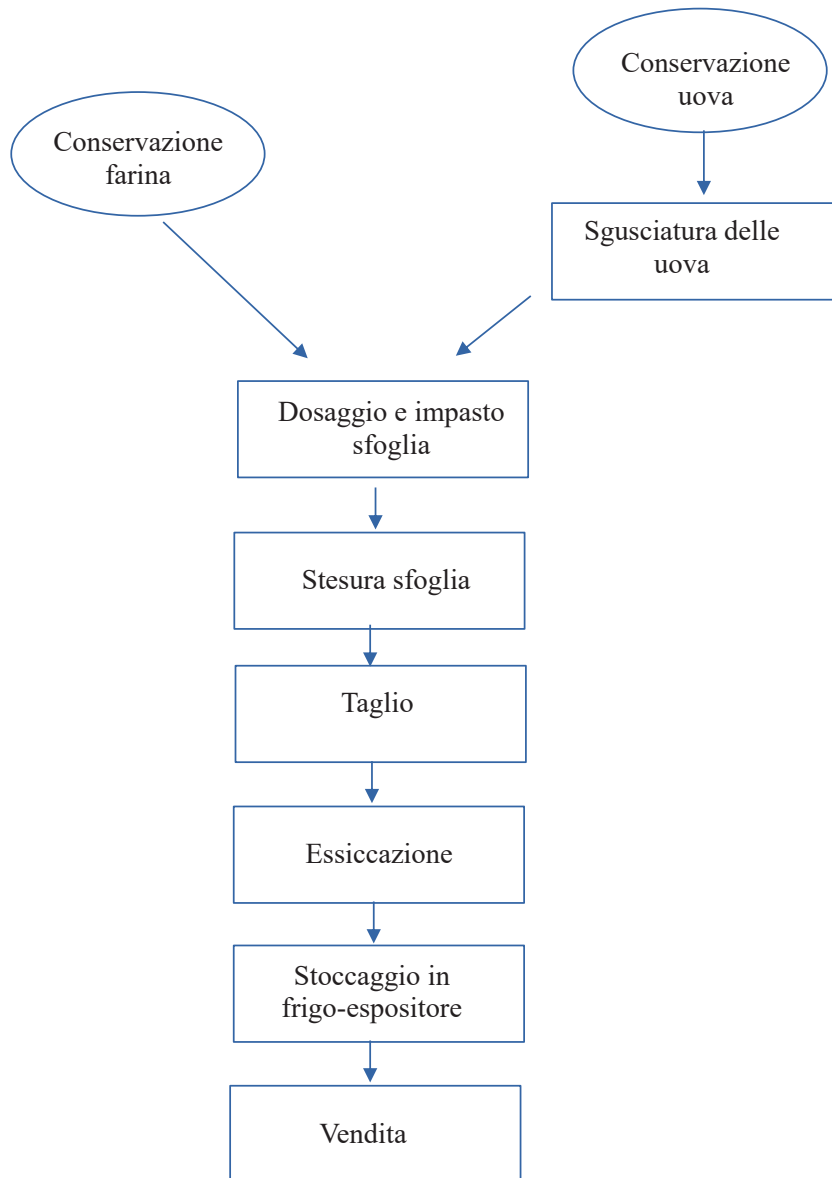 Conservazione
uova
Conservazione
farina
Sgusciatura delle
uova
Dosaggio e impasto
sfoglia
Stesura sfoglia
Taglio
Essiccazione
Stoccaggio in
frigo-espositore
Vendita